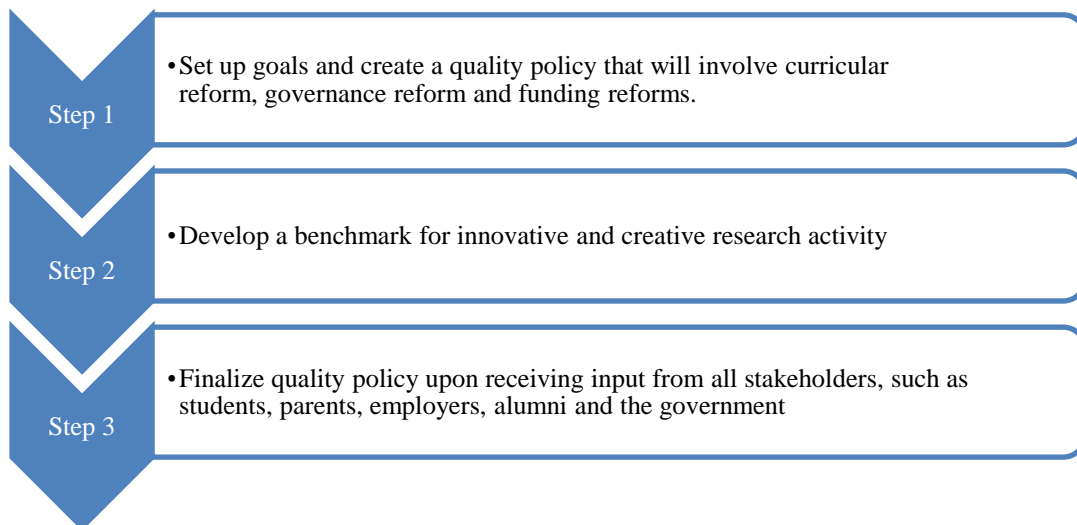 Step 1
•Set up goals and create a quality policy that will involve curricular
reform, governance reform and funding reforms.
Step 2
•Develop a benchmark for innovative and creative research activity
Step 3
•Finalize quality policy upon receiving input from all stakeholders, such as
students, parents, employers, alumni and the government